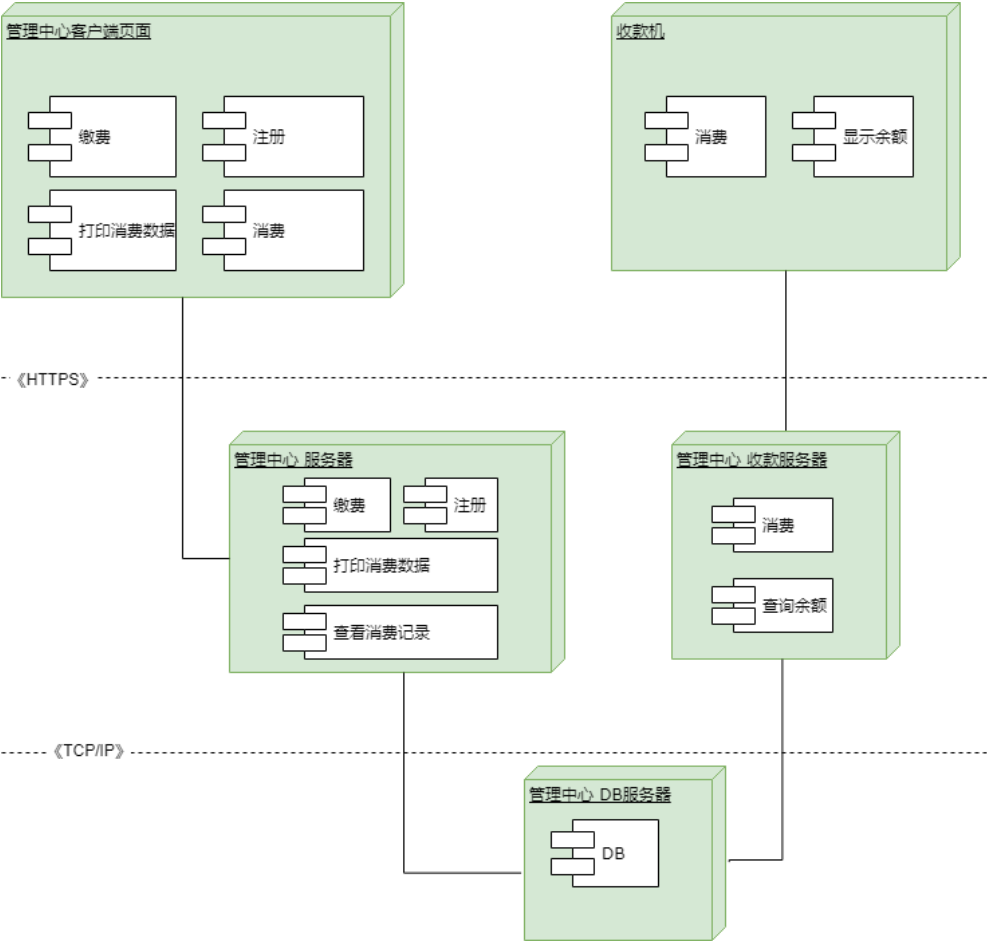 管理中心客户端页面
缴费
注册
打印消费数据
消费
收款机
消费
显示余额
《HTTPS》
管理中心 服务器
缴费
注册
打印消费数据
查看消费记录
管理中心 收款服务器
消费
查询余额
《TCP/IP》
管理中心 DB服务器
DB